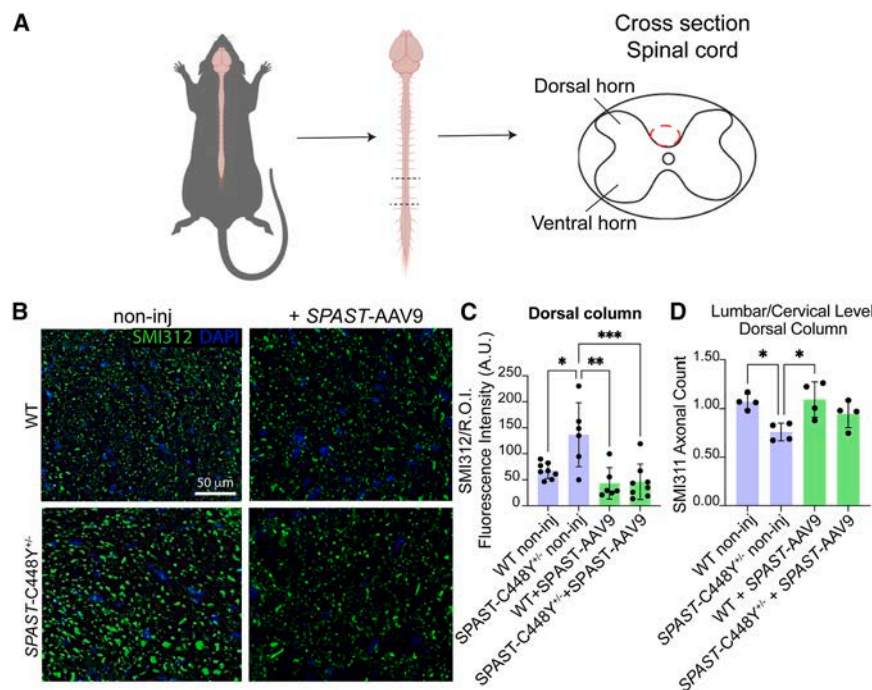 A
Cross section
Spinal cord
Dorsal horn
Ventral horn
B
non-inj
+ SPAST-AAV9
SMI312 DAPI
WT
50 μm
SPAST-C448Y+/-
C
Dorsal column
*
**
***
SMI312/R.O.I.
Fluorescence Intensity (A.U.)
250
200
150
100
50
0
WT non-inj
SPAST-C448Y+/- non-inj
WT+SPAST-AAV9
SPAST-C448Y+/-+SPAST-AAV9
D
Lumbar/Cervical Level
Dorsal Column
*
*
SMI311 Axonal Count
1.50
1.00
0.50
0.00
WT non-inj
SPAST-C448Y+/- non-inj
WT + SPAST-AAV9
SPAST-C448Y+/- + SPAST-AAV9